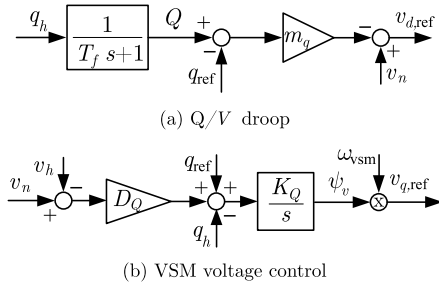 q_h
1
T_f s+1
Q
+
−
q_ref
m_q
−
+
v_d,ref
v_n
(a) Q/V droop
v_n
v_h
−
+
D_Q
q_ref
+
+
−
q_h
K_Q
s
ψ_v
ω_vsm
x
v_q,ref
(b) VSM voltage control